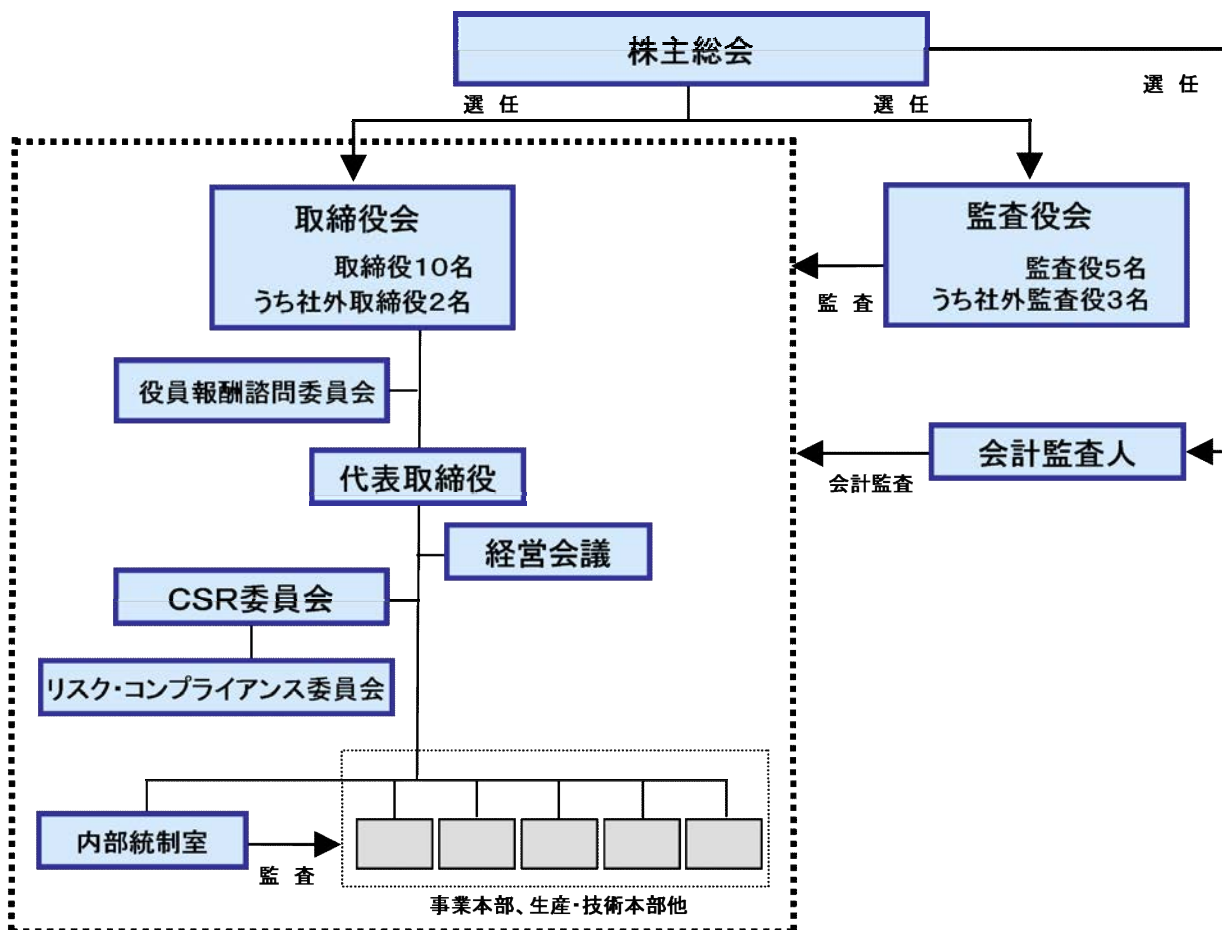 株主総会
選 任
選 任
選 任
取締役会
取締役10名
うち社外取締役2名
監査役会
監査役5名
うち社外監査役3名
監 査
役員報酬諮問委員会
代表取締役
会計監査人
会計監査
経営会議
CSR委員会
リスク・コンプライアンス委員会
内部統制室
監 査
事業本部、生産・技術本部他